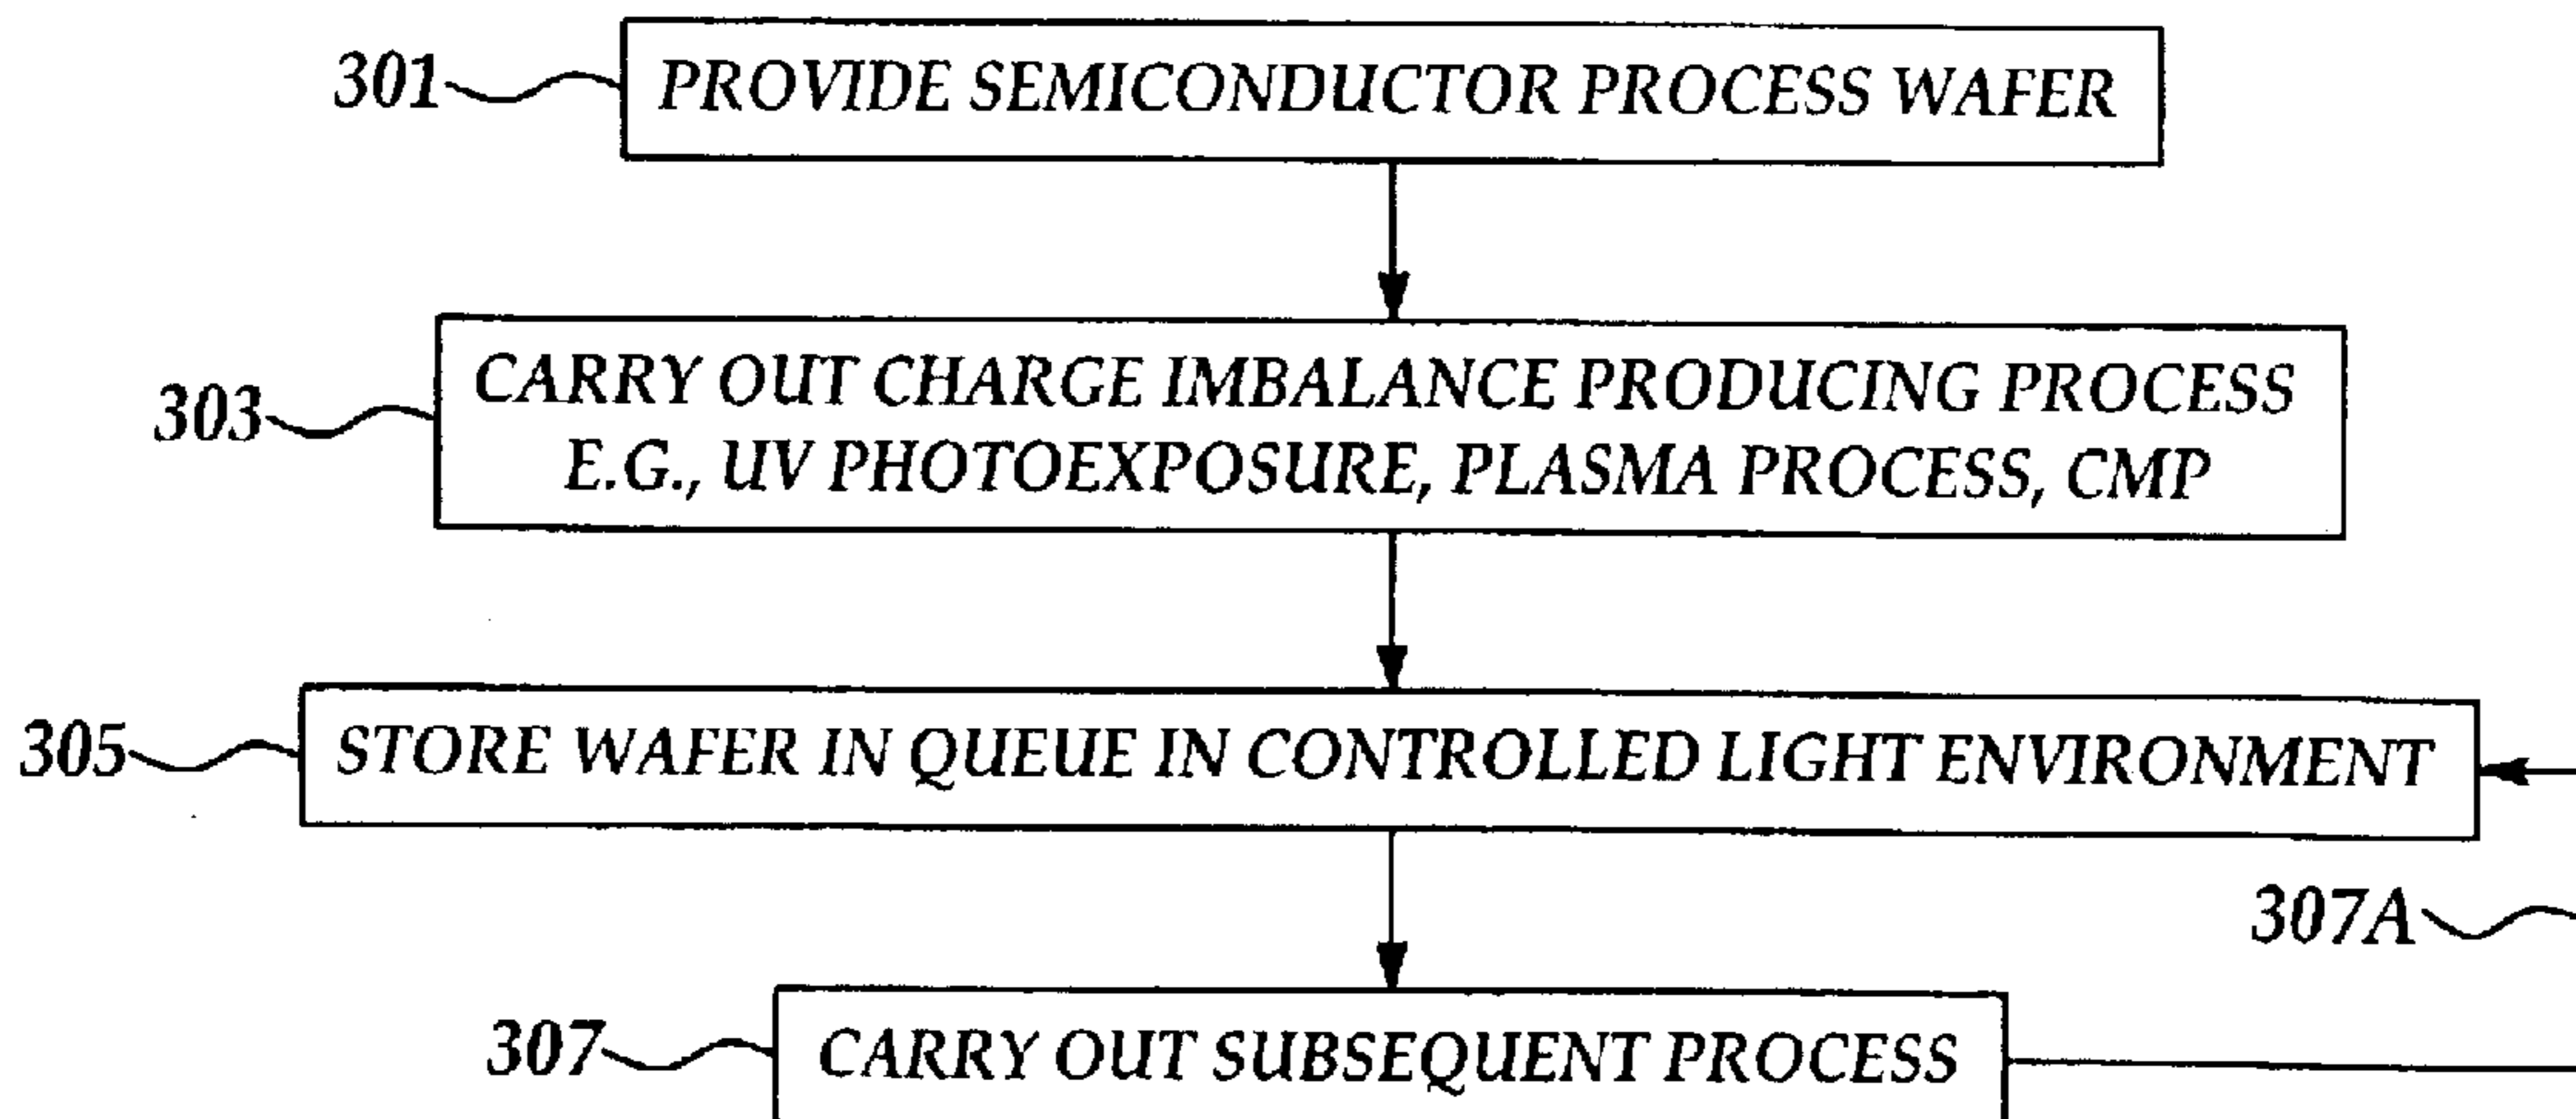 301
PROVIDE SEMICONDUCTOR PROCESS WAFER
303
CARRY OUT CHARGE IMBALANCE PRODUCING PROCESS
E.G., UV PHOTOEXPOSURE, PLASMA PROCESS, CMP
305
STORE WAFER IN QUEUE IN CONTROLLED LIGHT ENVIRONMENT
307A
307
CARRY OUT SUBSEQUENT PROCESS